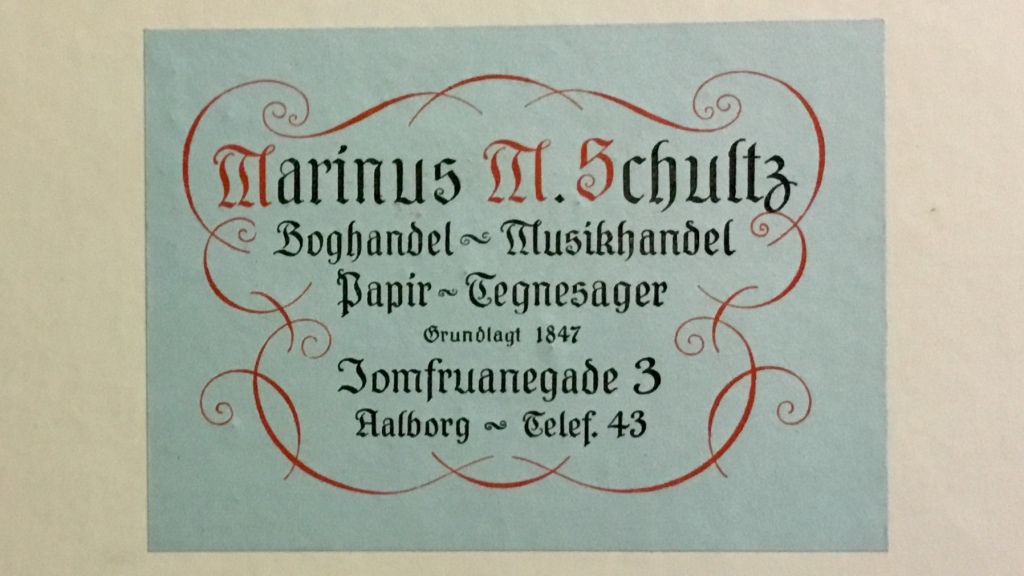 Marinus M. Schultz
Boghandel ~ Musikhandel
Papir ~ Tegnesager
Grundlagt 1847
Jomfruanegade 3
Aalborg ~ Telef. 43